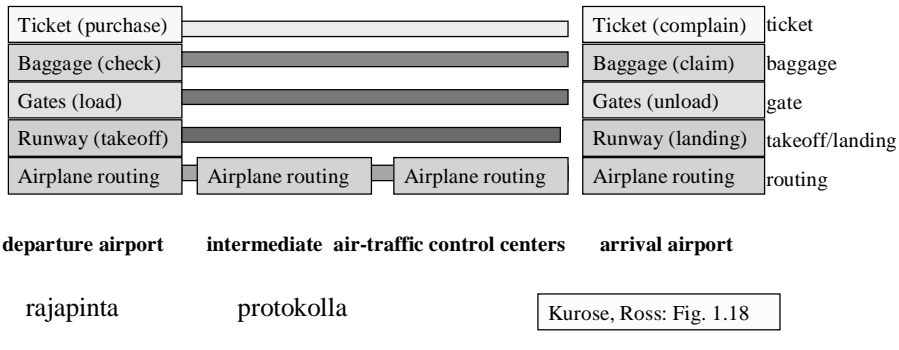 Ticket (purchase) Ticket (complain) ticket
Baggage (check) Baggage (claim) baggage
Gates (load) Gates (unload) gate
Runway (takeoff) Runway (landing) takeoff/landing
Airplane routing Airplane routing Airplane routing Airplane routing routing
departure airport intermediate air-traffic control centers arrival airport
rajapinta protokolla Kurose, Ross: Fig. 1.18